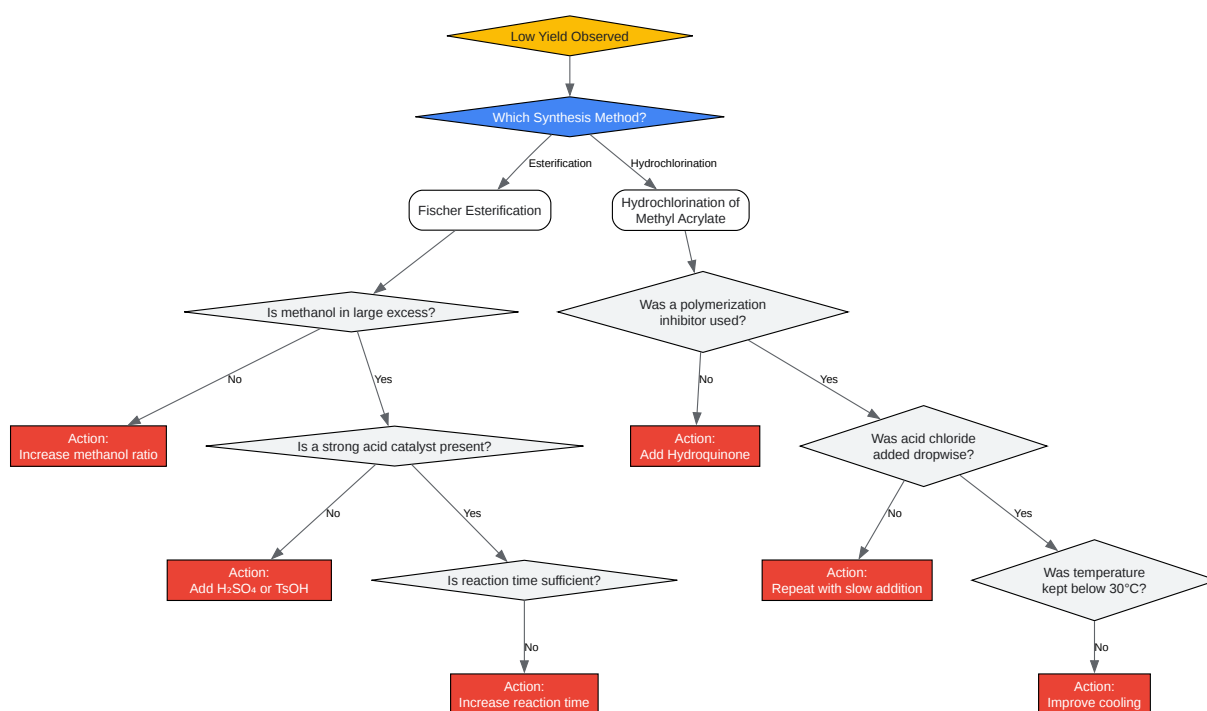 Low Yield Observed
Which Synthesis Method?
Esterification
Hydrochlorination
Fischer Esterification
Hydrochlorination of
Methyl Acrylate
Is methanol in large excess?
Was a polymerization
inhibitor used?
No
Yes
No
Yes
Action:
Increase methanol ratio
Is a strong acid catalyst present?
Action:
Add Hydroquinone
Was acid chloride
added dropwise?
No
Yes
No
Yes
Action:
Add H₂SO₄ or TsOH
Is reaction time sufficient?
Action:
Repeat with slow addition
Was temperature
kept below 30°C?
No
No
Action:
Increase reaction time
Action:
Improve cooling